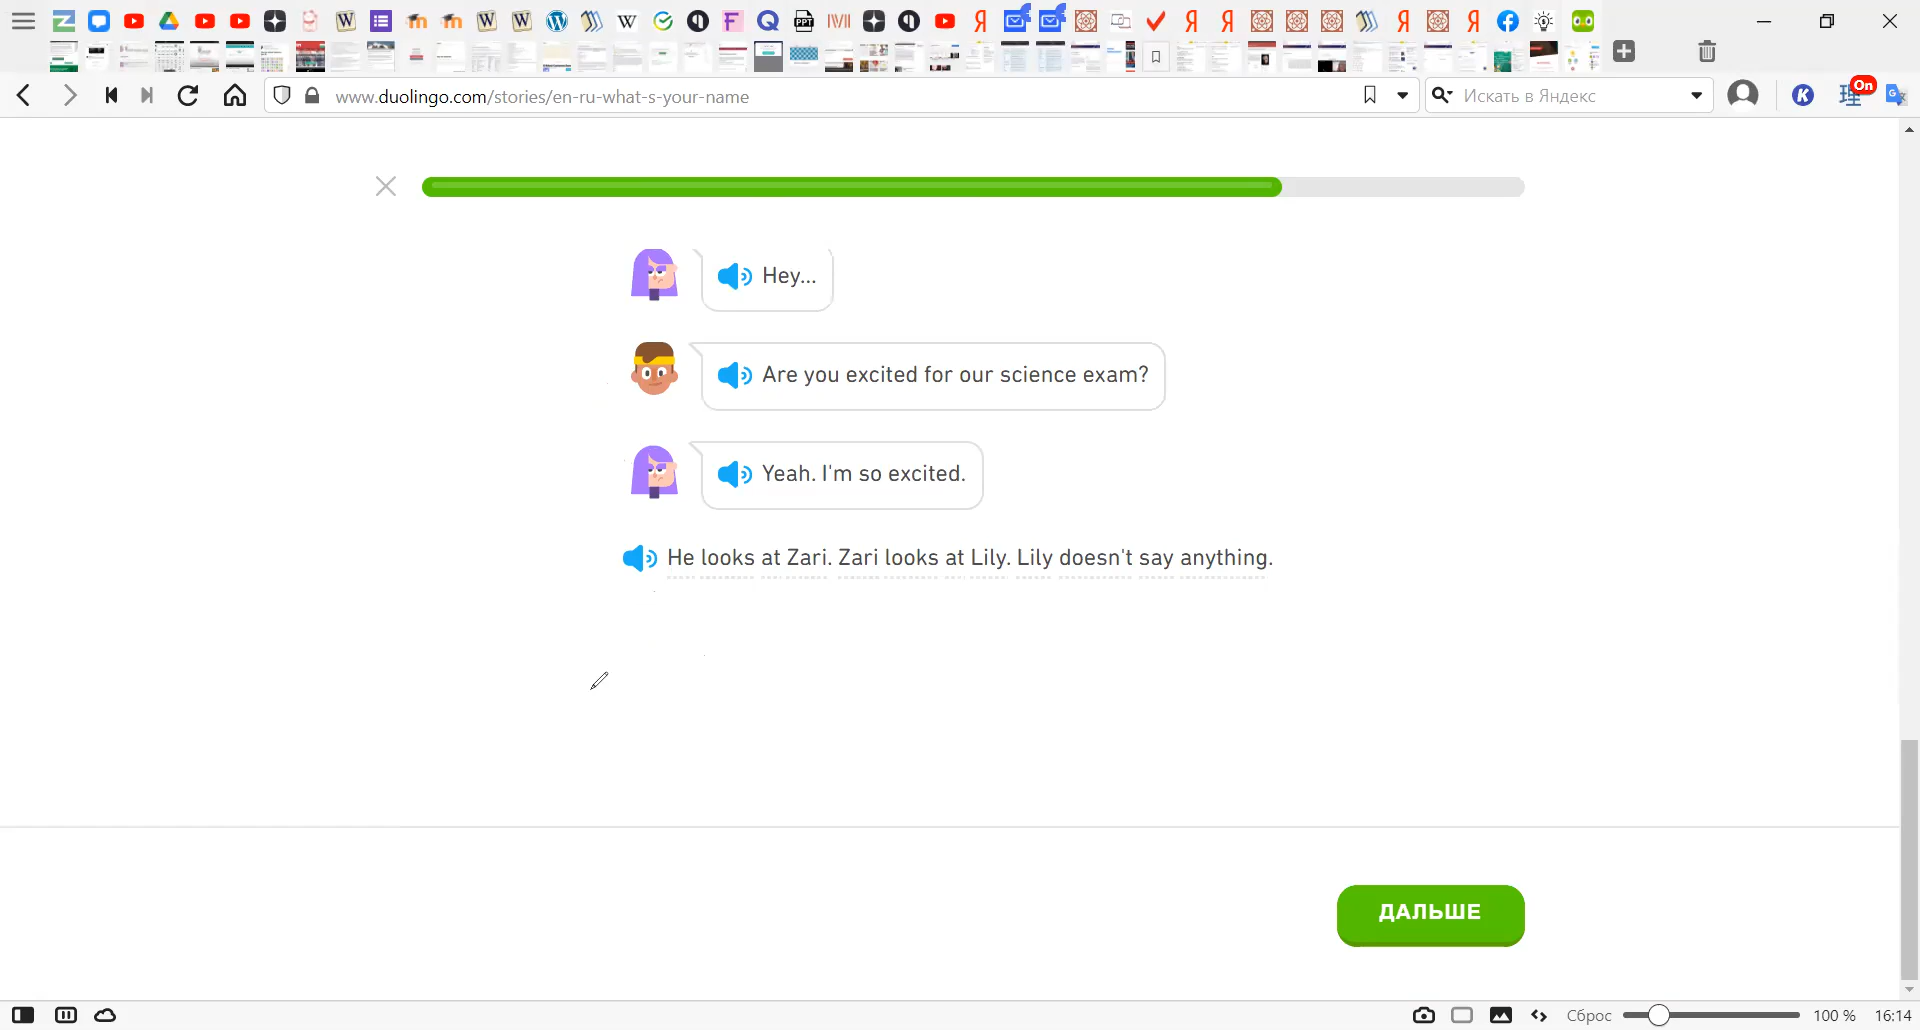 On
www.duolingo.com/stories/en-ru-what-s-your-name
Искать в Яндекс
Hey...
Are you excited for our science exam?
Yeah. I'm so excited.
He looks at Zari. Zari looks at Lily. Lily doesn't say anything.
ДАЛЬШЕ
Сброс
100 %
16:14